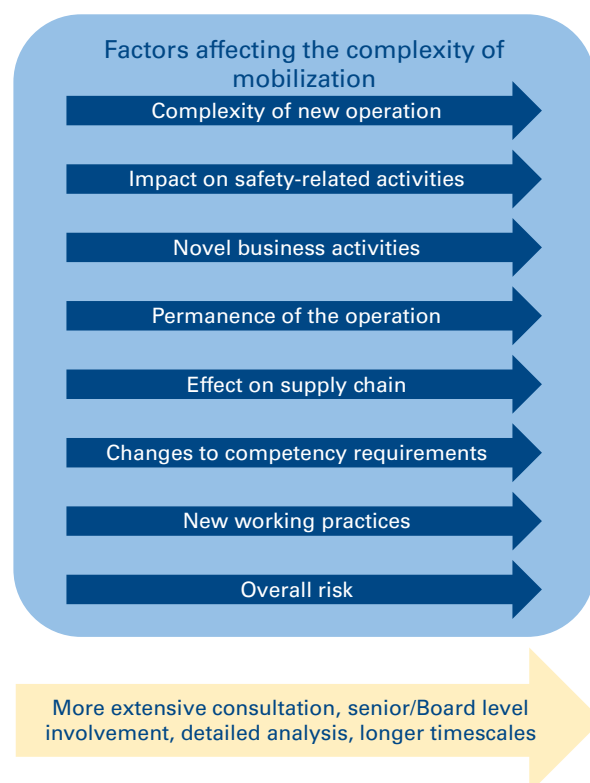 Factors affecting the complexity of
mobilization
Complexity of new operation
Impact on safety-related activities
Novel business activities
Permanence of the operation
Effect on supply chain
Changes to competency requirements
New working practices
Overall risk
More extensive consultation, senior/Board level
involvement, detailed analysis, longer timescales